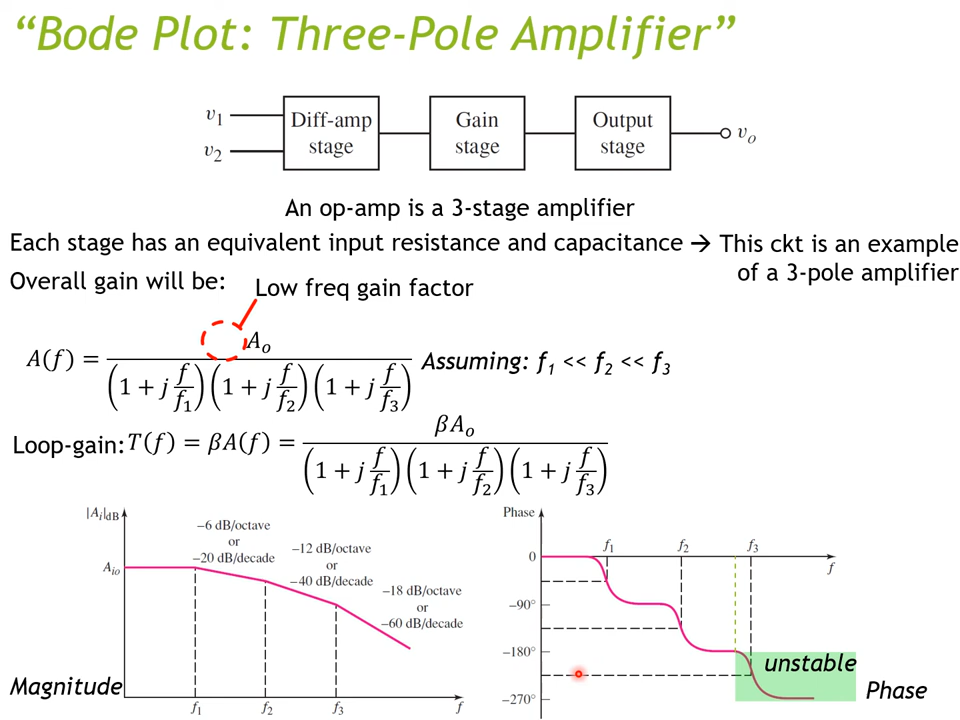 “Bode Plot: Three-Pole Amplifier”
v₁
v₂
Diff-amp
stage
Gain
stage
Output
stage
vₒ
An op-amp is a 3-stage amplifier
Each stage has an equivalent input resistance and capacitance → This ckt is an example
of a 3-pole amplifier
Overall gain will be:
Low freq gain factor
A(f) = Aₒ / (1 + j f/f₁)(1 + j f/f₂)(1 + j f/f₃)
Assuming: f₁ << f₂ << f₃
Loop-gain: T(f) = βA(f) = βAₒ / (1 + j f/f₁)(1 + j f/f₂)(1 + j f/f₃)
|Aᵢ|dB
Aᵢₒ
−6 dB/octave
or
−20 dB/decade
−12 dB/octave
or
−40 dB/decade
−18 dB/octave
or
−60 dB/decade
f₁
f₂
f₃
f
Magnitude
Phase
0
−90°
−180°
−270°
f₁
f₂
f₃
f
unstable
Phase